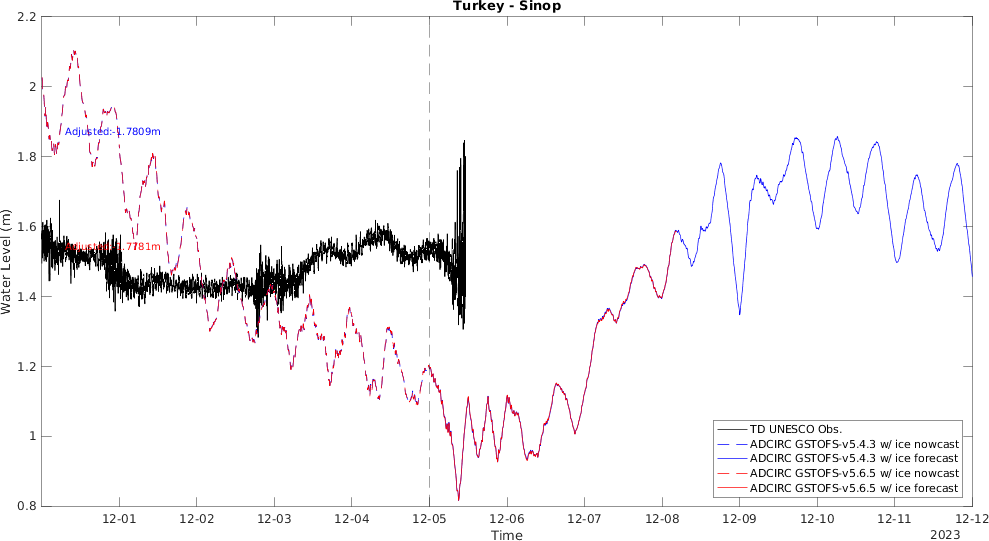 Turkey - Sinop
2.2
2
1.8
1.6
1.4
1.2
1
0.8
Water Level (m)
Adjusted:-1.7809m
7781m
TD UNESCO Obs.
ADCIRC GSTOFS-v5.4.3 w/ ice nowcast
ADCIRC GSTOFS-v5.4.3 w/ ice forecast
ADCIRC GSTOFS-v5.6.5 w/ ice nowcast
ADCIRC GSTOFS-v5.6.5 w/ ice forecast
12-01 12-02 12-03 12-04 12-05 12-06 12-07 12-08 12-09 12-10 12-11 12-12
Time
2023